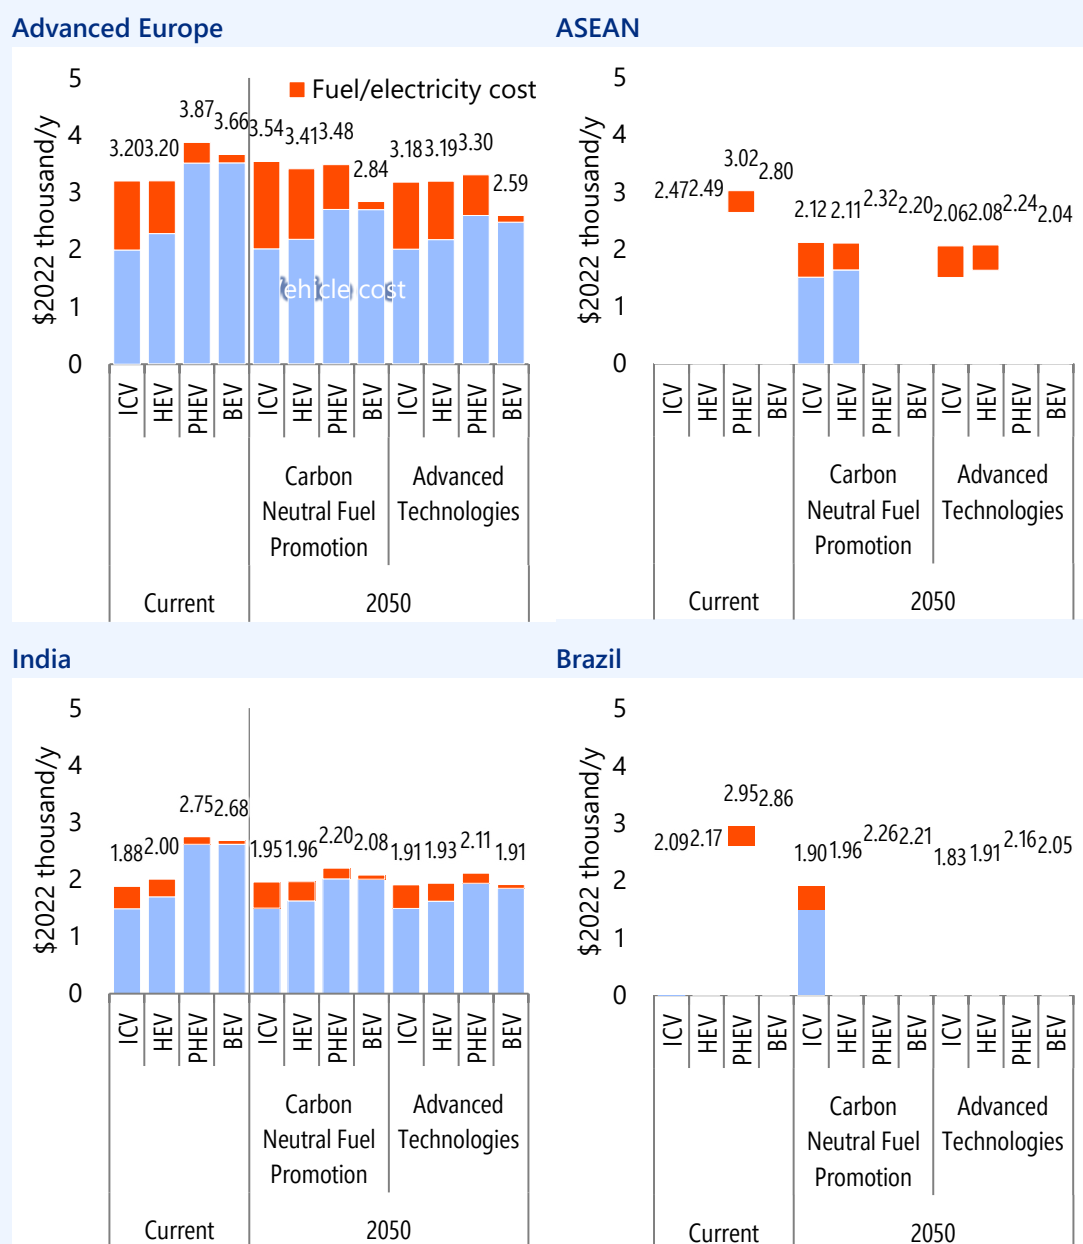 Advanced Europe
5
4
3
2
1
0
$2022 thousand/y
Fuel/electricity cost
3.20 3.20 3.87 3.66 3.54 3.41 3.48 2.84 3.18 3.19 3.30 2.59
Vehicle cost
ICV HEV PHEV BEV ICV HEV PHEV BEV ICV HEV PHEV BEV
Carbon Neutral Fuel Promotion
Advanced Technologies
Current
2050
ASEAN
5
4
3
2
1
0
$2022 thousand/y
2.47 2.49 3.02 2.80 2.12 2.11 2.32 2.20 2.06 2.08 2.24 2.04
ICV HEV PHEV BEV ICV HEV PHEV BEV ICV HEV PHEV BEV
Carbon Neutral Fuel Promotion
Advanced Technologies
Current
2050
India
5
4
3
2
1
0
$2022 thousand/y
1.88 2.00 2.75 2.68 1.95 1.96 2.20 2.08 1.91 1.93 2.11 1.91
ICV HEV PHEV BEV ICV HEV PHEV BEV ICV HEV PHEV BEV
Carbon Neutral Fuel Promotion
Advanced Technologies
Current
2050
Brazil
5
4
3
2
1
0
$2022 thousand/y
2.09 2.17 2.95 2.86 1.90 1.96 2.26 2.21 1.83 1.91 2.16 2.05
ICV HEV PHEV BEV ICV HEV PHEV BEV ICV HEV PHEV BEV
Carbon Neutral Fuel Promotion
Advanced Technologies
Current
2050